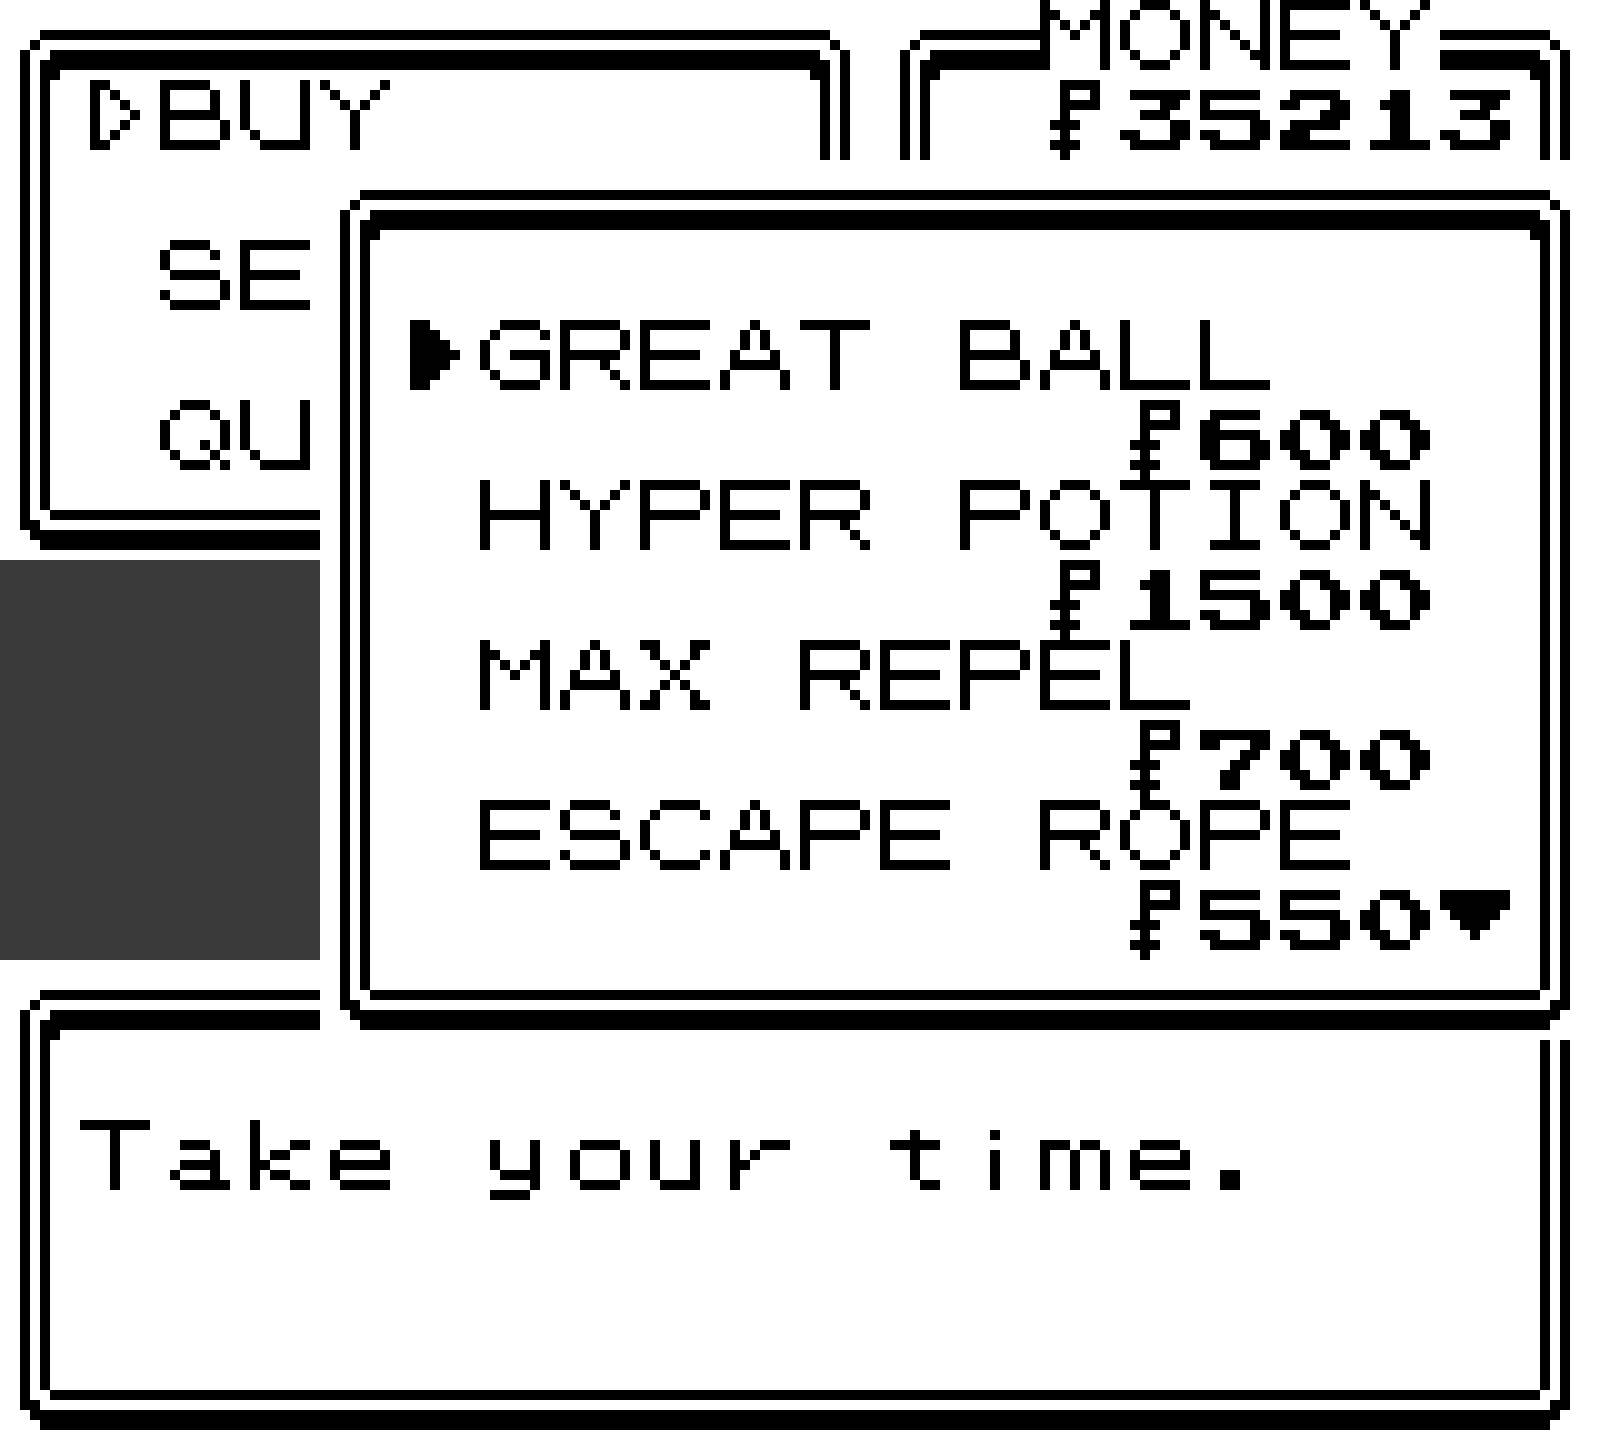 MONEY
▷BUY
₽35213
SE
▶GREAT BALL
QU
₽600
HYPER POTION
₽1500
MAX REPEL
₽700
ESCAPE ROPE
₽550▼
Take your time.